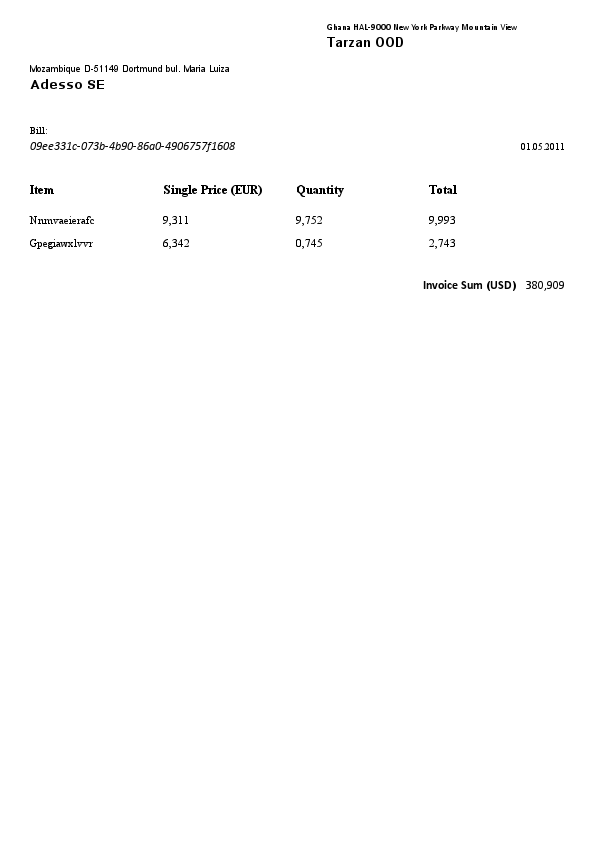 Ghana HAL-9000 New York Parkway Mountain View
Tarzan OOD
Mozambique D-51149 Dortmund bul. Maria Luiza
Adesso SE
Bill:
09ee331c-073b-4b90-86a0-4906757f1608
01.05.2011
Item Single Price (EUR) Quantity Total
Nnmvaeierafc 9,311 9,752 9,993
Gpegiawxlvvr 6,342 0,745 2,743
Invoice Sum (USD) 380,909